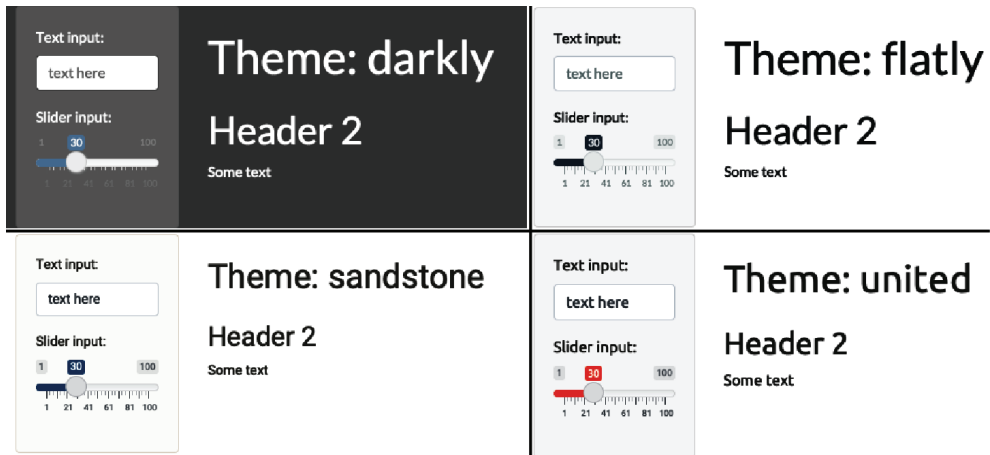 Text input:
text here
Slider input:
1 30 100
1 21 41 61 81 100
Theme: darkly
Header 2
Some text
Text input:
text here
Slider input:
1 30 100
1 21 41 61 81 100
Theme: flatly
Header 2
Some text
Text input:
text here
Slider input:
1 30 100
1 21 41 61 81 100
Theme: sandstone
Header 2
Some text
Text input:
text here
Slider input:
1 30 100
1 21 41 61 81 100
Theme: united
Header 2
Some text